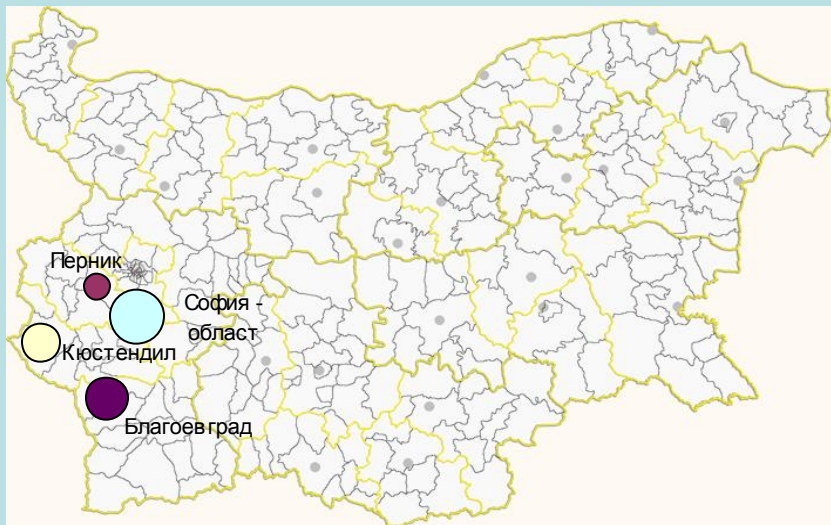 Перник
София -
област
Кюстендил
Благоевград